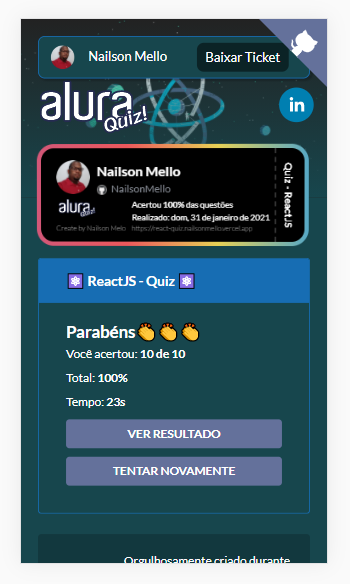 Nailson Mello
Baixar Ticket
alura
Quiz!
in
Nailson Mello
NailsonMello
alura
Quiz!
Acertou 100% das questões
Realizado: dom, 31 de janeiro de 2021
Create by Nailson Mello
https://react-quiz.nailsonmello.vercel.app
Quiz - ReactJS
ReactJS - Quiz
Parabéns 👏 👏 👏
Você acertou: 10 de 10
Total: 100%
Tempo: 23s
VER RESULTADO
TENTAR NOVAMENTE
Orgulhosamente criado durante